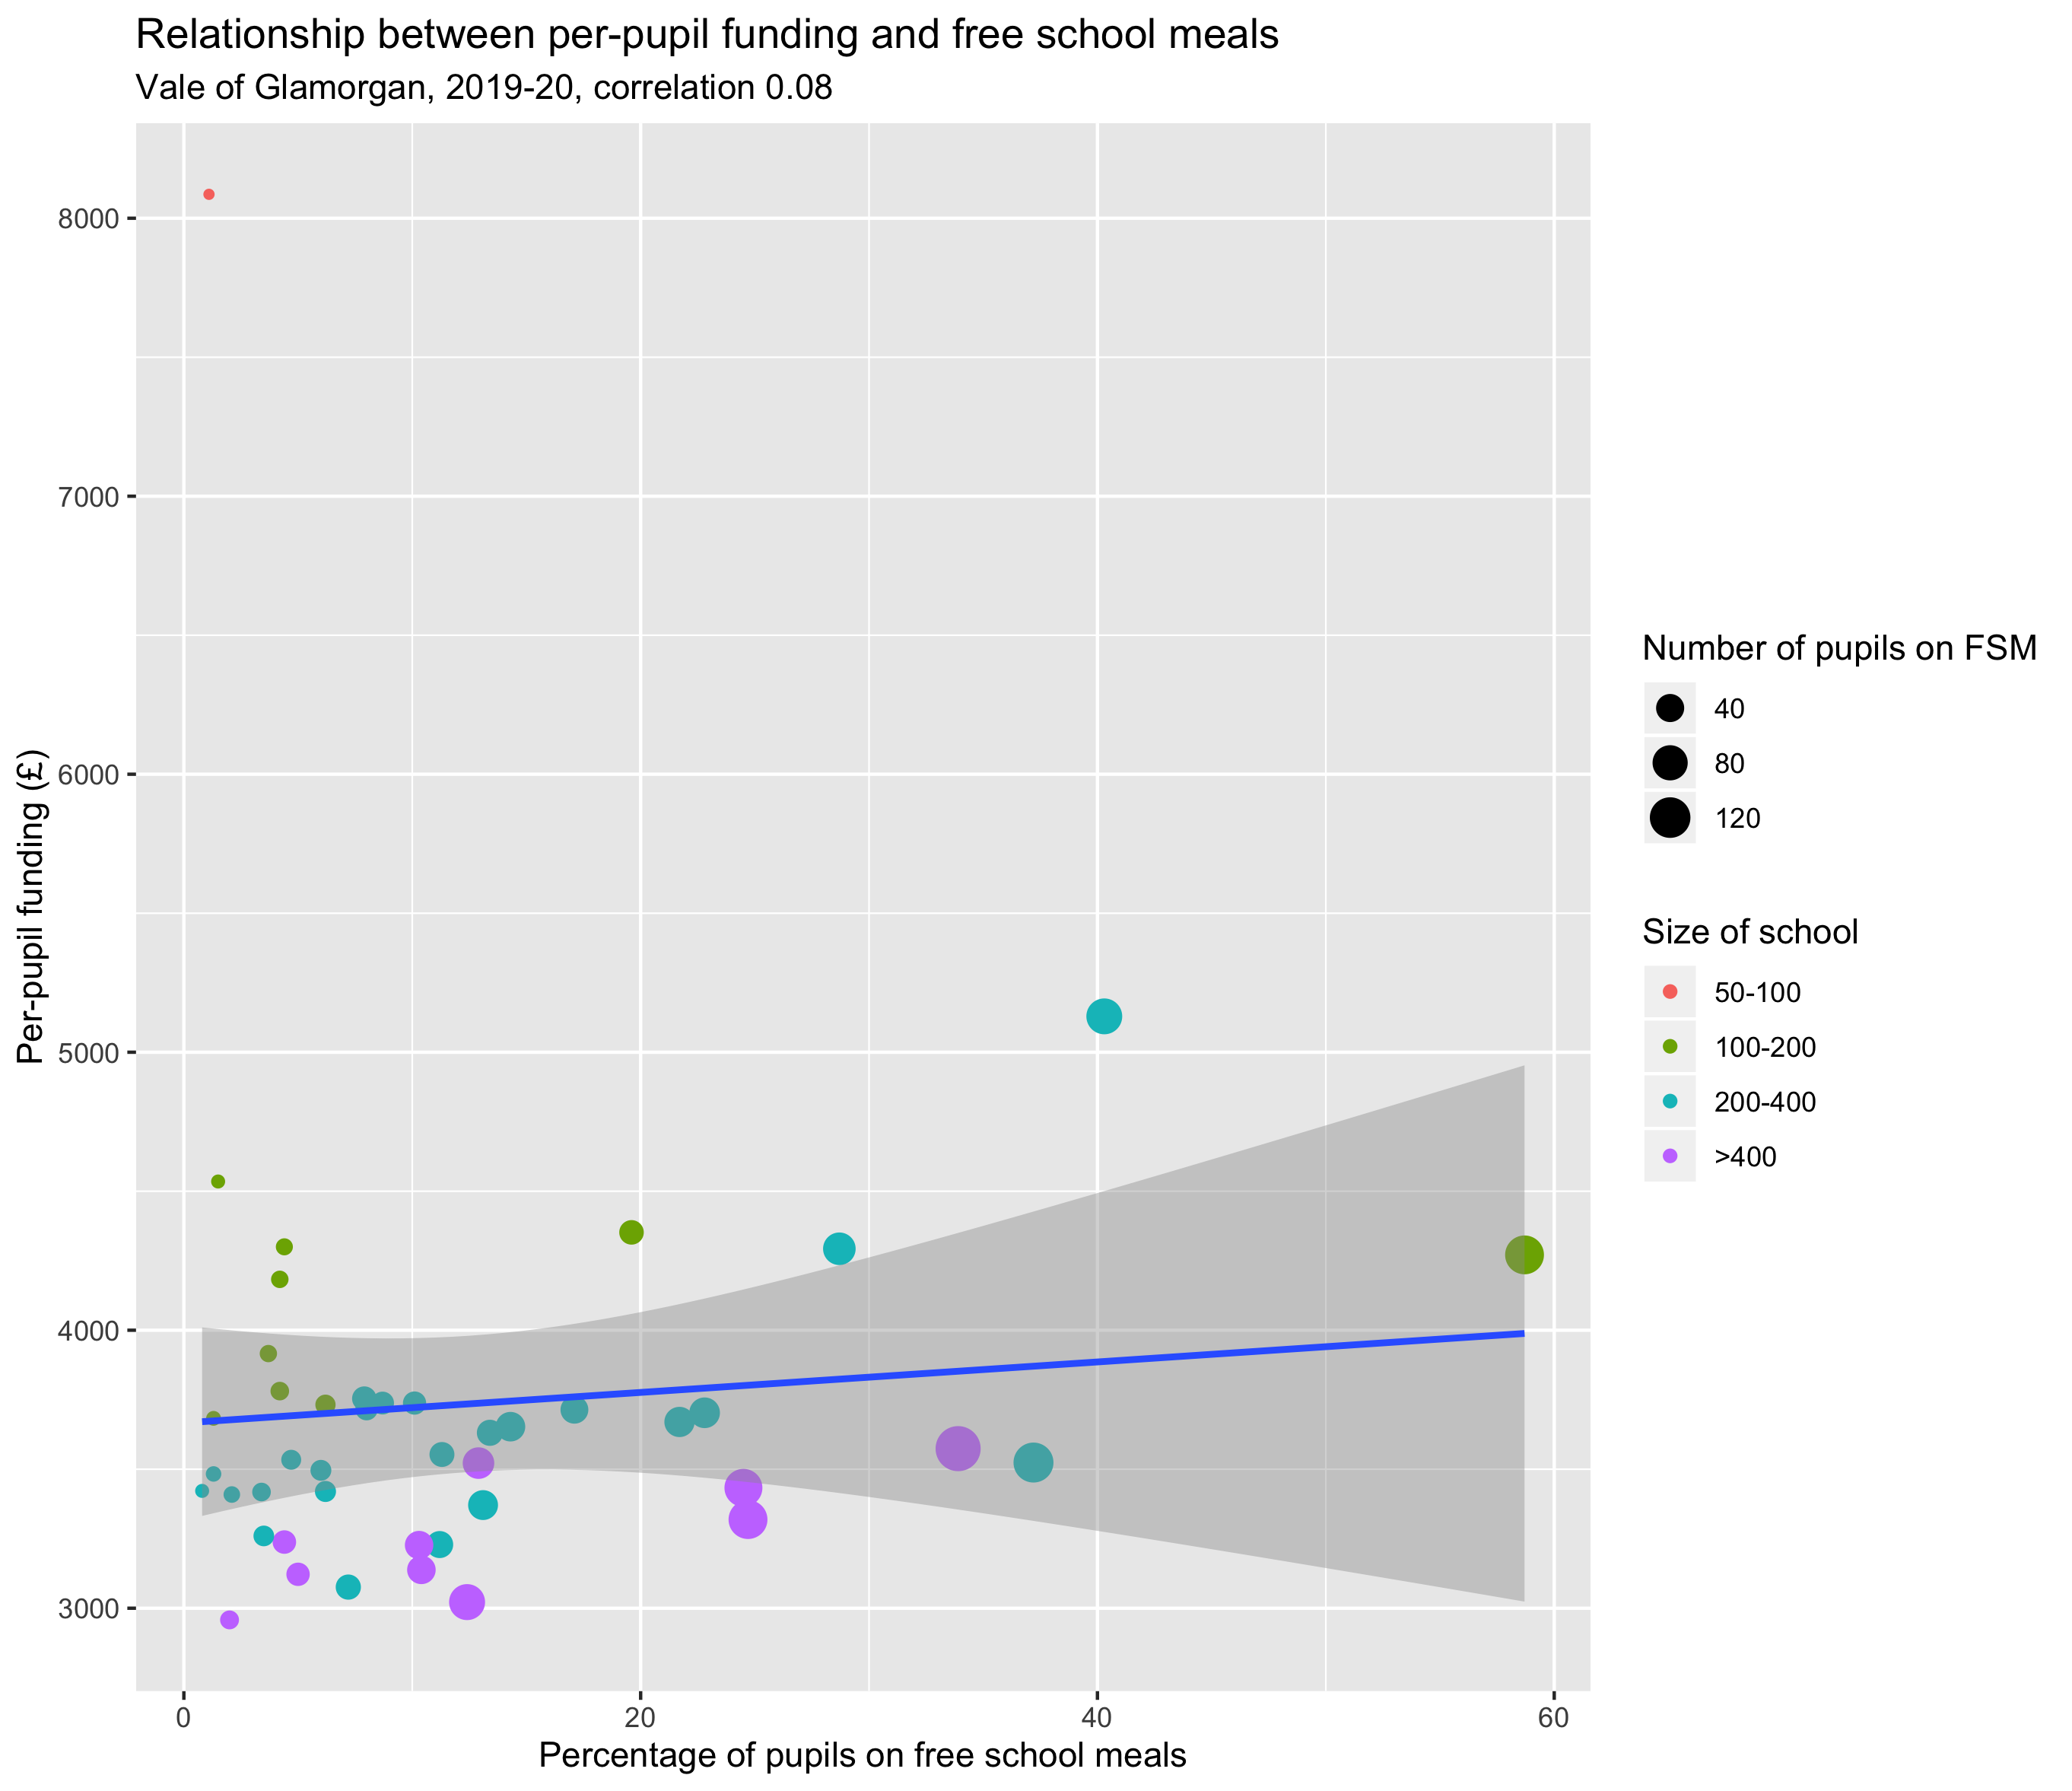 Relationship between per-pupil funding and free school meals
Vale of Glamorgan, 2019-20, correlation 0.08
Per-pupil funding (£)
8000
7000
6000
5000
4000
3000
0
20
40
60
Percentage of pupils on free school meals
Number of pupils on FSM
40
80
120
Size of school
50-100
100-200
200-400
>400